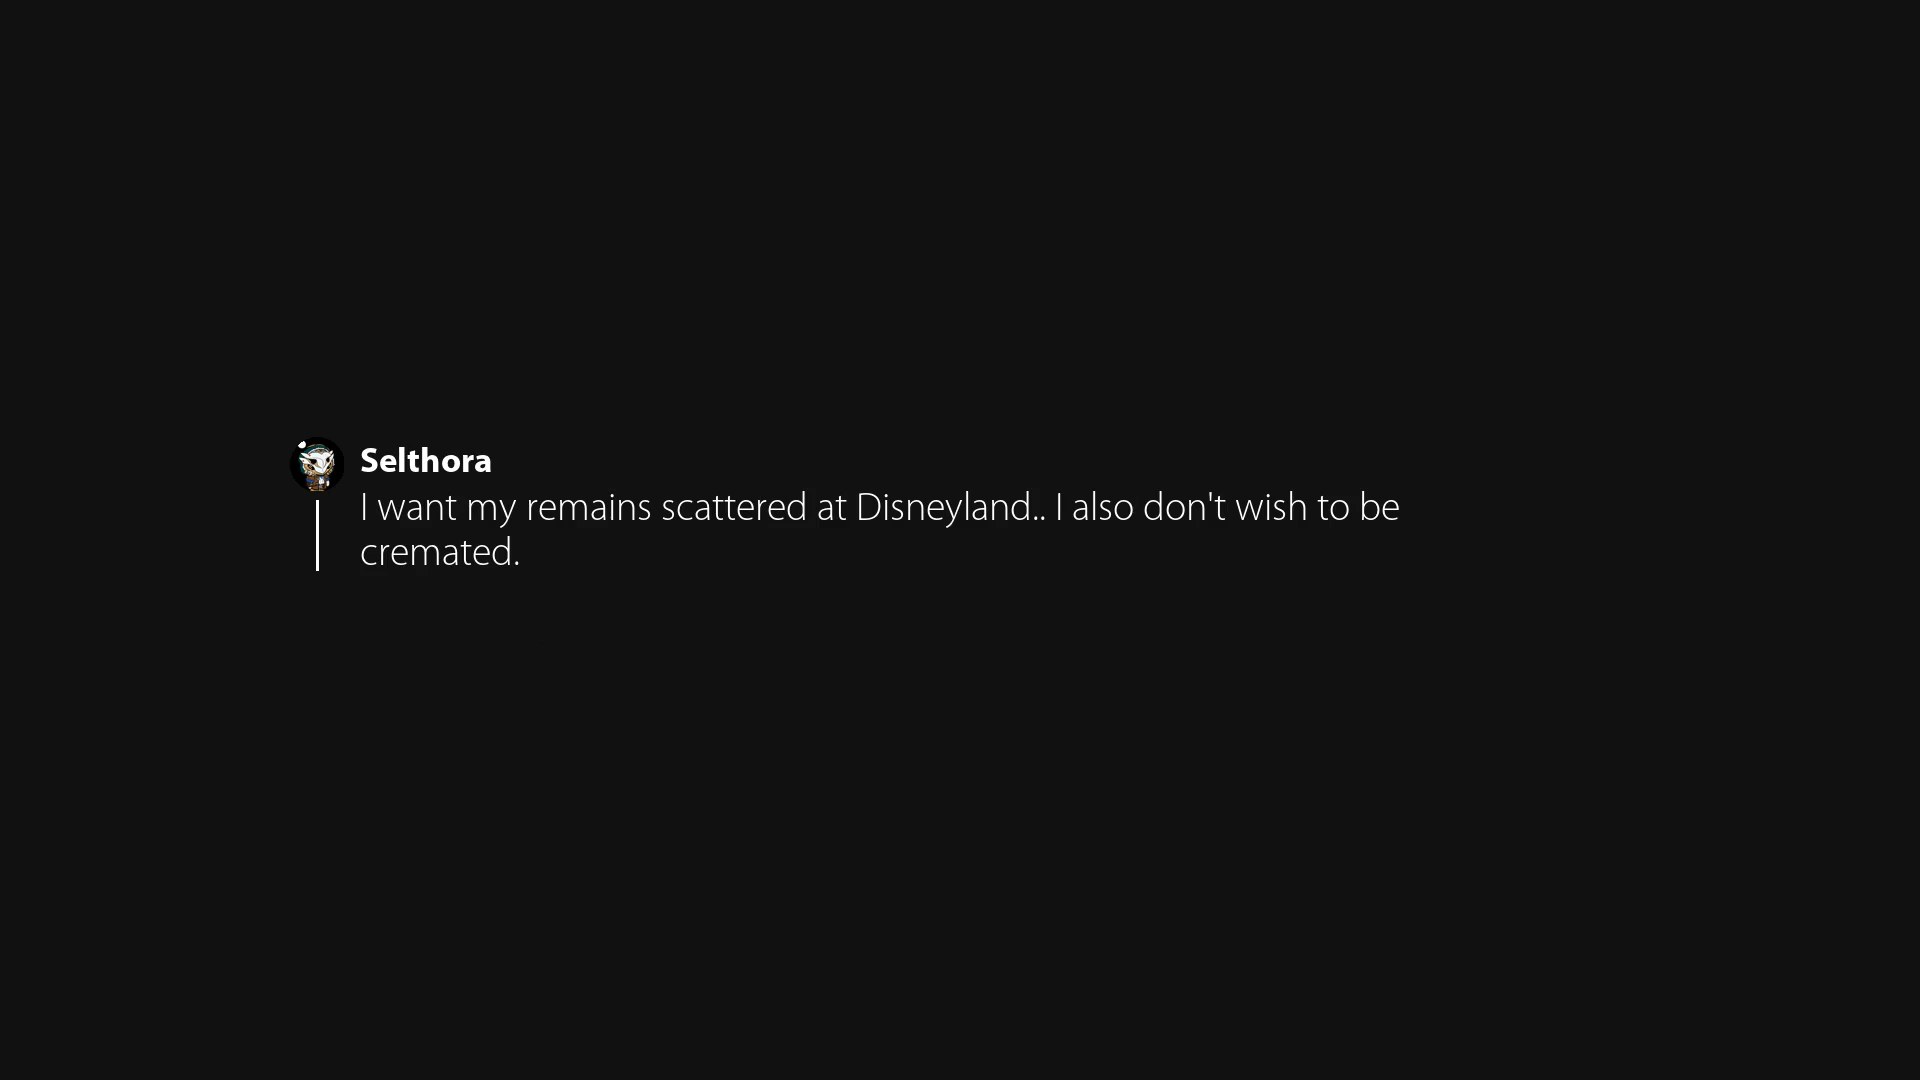 Selthora
I want my remains scattered at Disneyland.. I also don't wish to be
cremated.